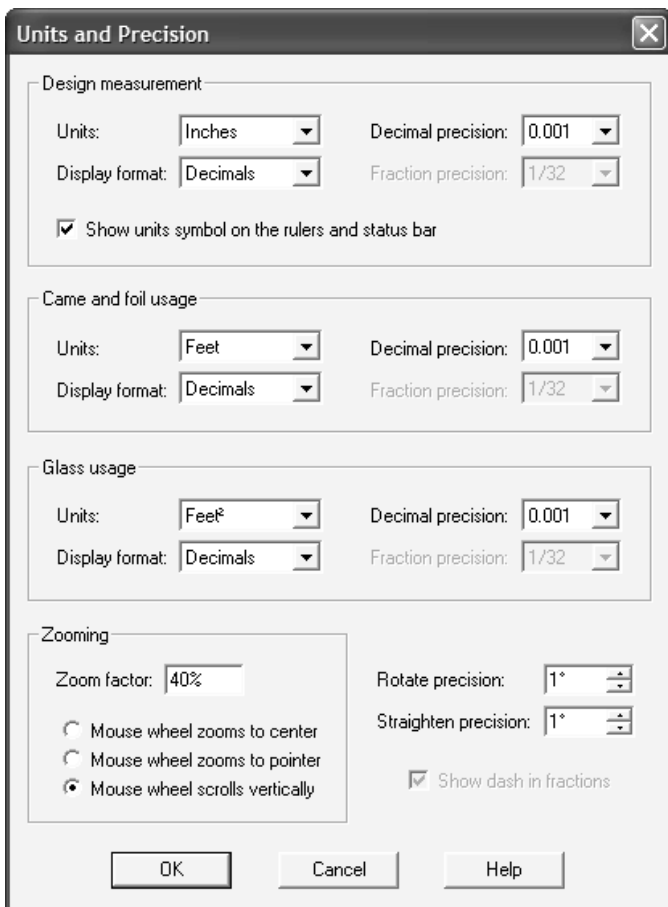 Units and Precision
Design measurement
Units: Inches Decimal precision: 0.001
Display format: Decimals Fraction precision: 1/32
Show units symbol on the rulers and status bar
Came and foil usage
Units: Feet Decimal precision: 0.001
Display format: Decimals Fraction precision: 1/32
Glass usage
Units: Feet² Decimal precision: 0.001
Display format: Decimals Fraction precision: 1/32
Zooming
Zoom factor: 40%
Mouse wheel zooms to center
Mouse wheel zooms to pointer
Mouse wheel scrolls vertically
Rotate precision: 1°
Straighten precision: 1°
Show dash in fractions
OK Cancel Help